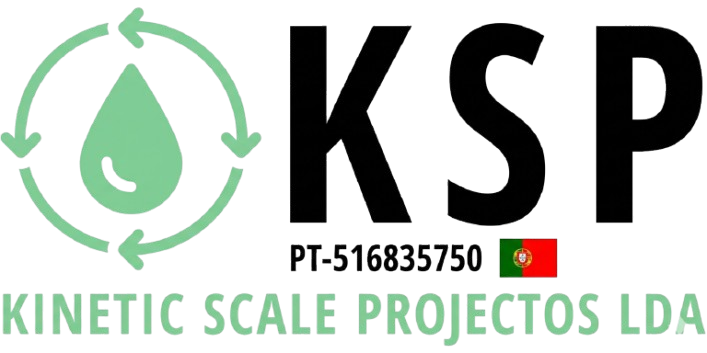 KSP
PT-516835750
KINETIC SCALE PROJECTOS LDA